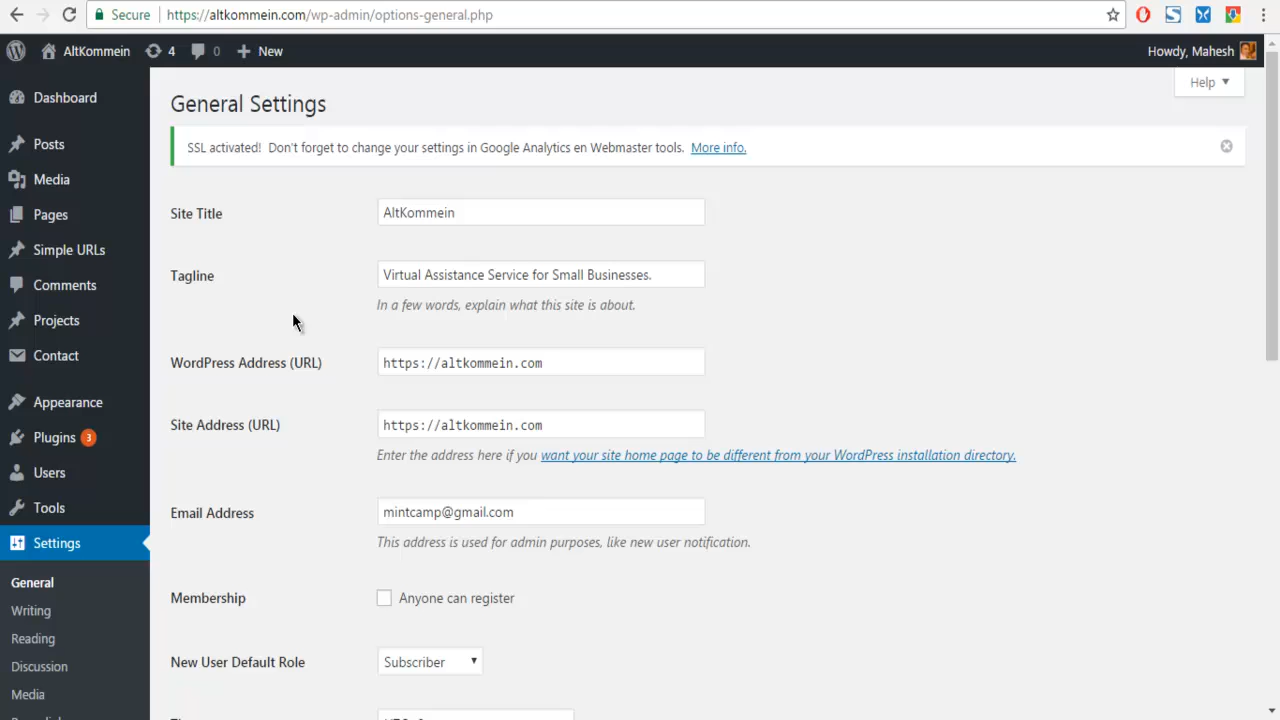 Secure https://altkommein.com/wp-admin/options-general.php
AltKommein 4 0 New Howdy, Mahesh
Help
Dashboard
Posts
Media
Pages
Simple URLs
Comments
Projects
Contact
Appearance
Plugins 3
Users
Tools
Settings
General
Writing
Reading
Discussion
Media
General Settings
SSL activated! Don't forget to change your settings in Google Analytics en Webmaster tools. More info.
Site Title AltKommein
Tagline Virtual Assistance Service for Small Businesses.
In a few words, explain what this site is about.
WordPress Address (URL) https://altkommein.com
Site Address (URL) https://altkommein.com
Enter the address here if you want your site home page to be different from your WordPress installation directory.
Email Address mintcamp@gmail.com
This address is used for admin purposes, like new user notification.
Membership Anyone can register
New User Default Role Subscriber